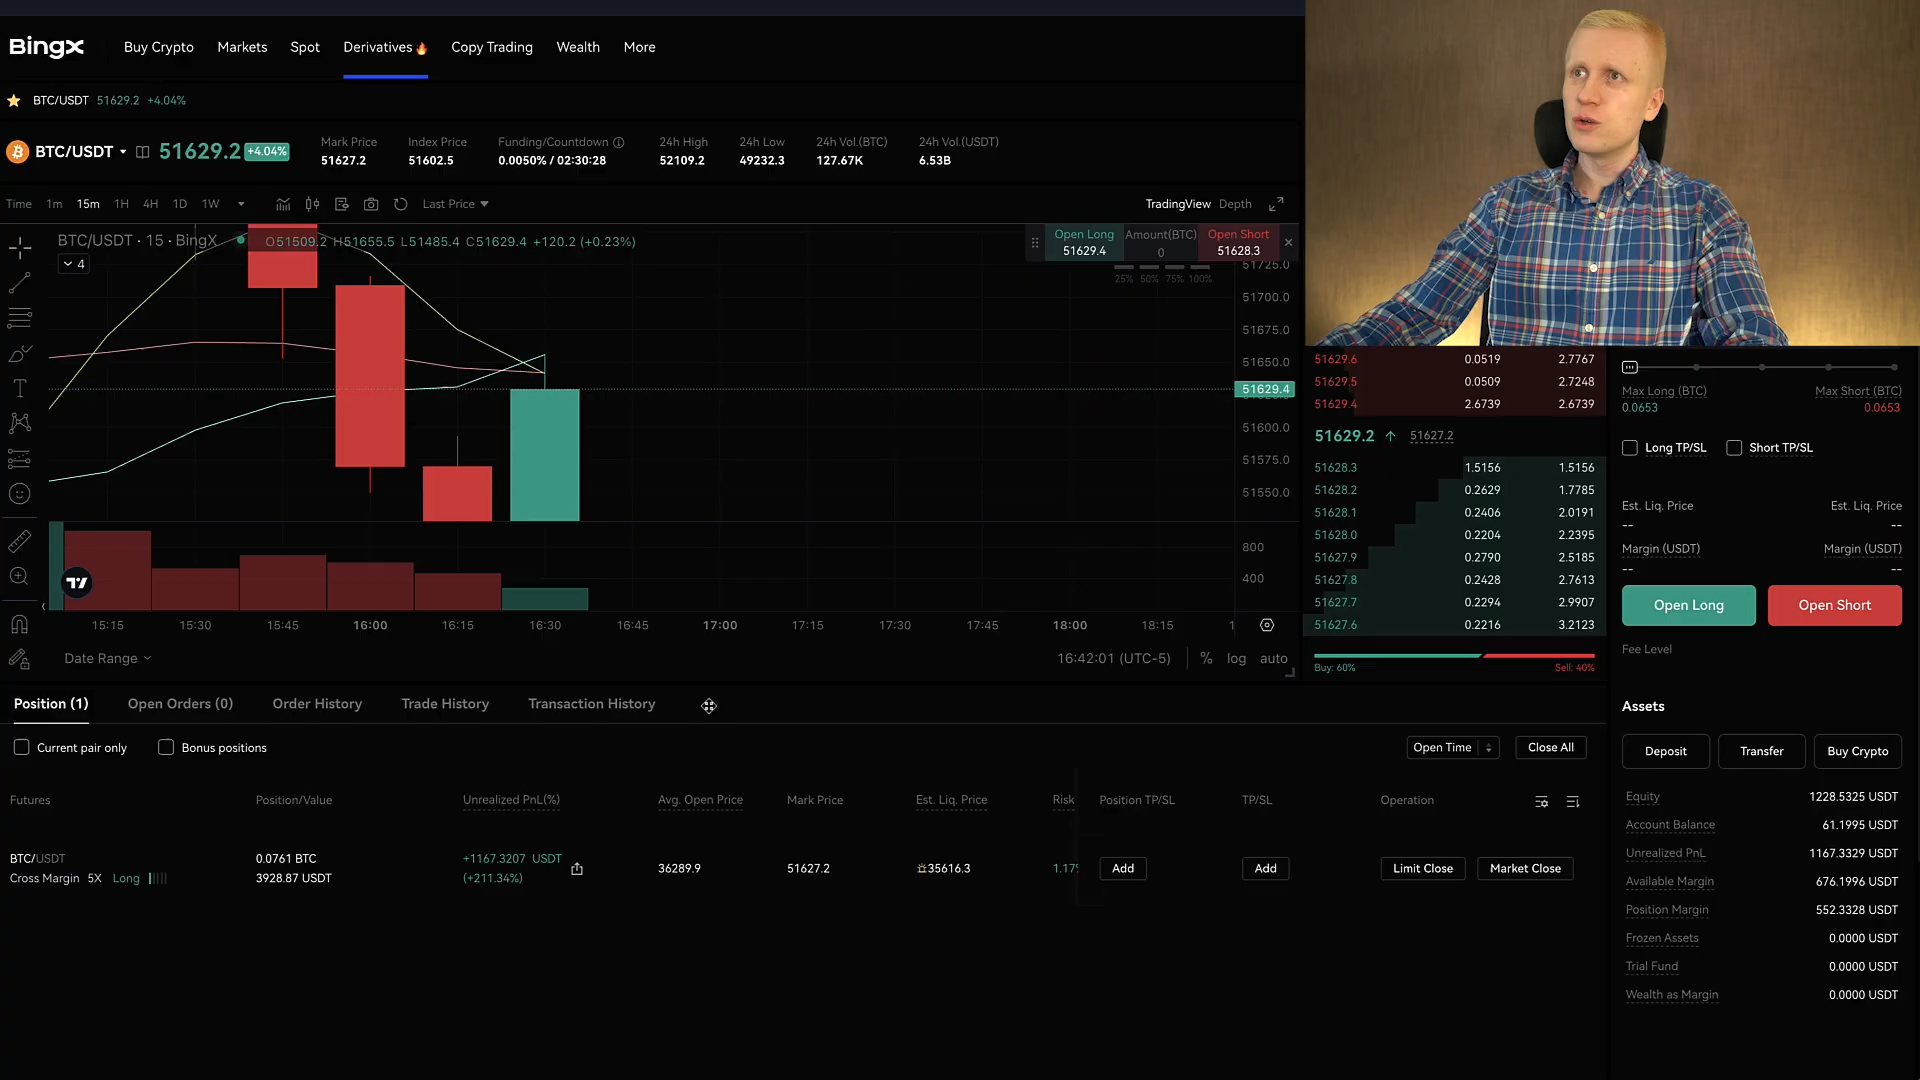 BingX
Buy Crypto Markets Spot Derivatives Copy Trading Wealth More
BTC/USDT 51629.2 +4.04%
BTC/USDT 51629.2 +4.04%
Mark Price Index Price Funding/Countdown 24h High 24h Low 24h Vol.(BTC) 24h Vol.(USDT)
51627.2 51602.5 0.0050% / 02:30:28 52109.2 49232.3 127.67K 6.53B
Time 1m 15m 1H 4H 1D 1W Last Price TradingView Depth
BTC/USDT · 15 · BingX O51509.2 H51655.5 L51485.4 C51629.4 +120.2 (+0.23%)
4
Open Long Amount(BTC) Open Short
51629.4 0 51628.3
25% 50% 75% 100%
51725.0
51700.0
51675.0
51650.0
51629.4
51600.0
51575.0
51550.0
800
400
15:15 15:30 15:45 16:00 16:15 16:30 16:45 17:00 17:15 17:30 17:45 18:00 18:15 1
Date Range 16:42:01 (UTC-5) % log auto
51629.6 0.0519 2.7767
51629.5 0.0509 2.7248
51629.4 2.6739 2.6739
51629.2 51627.2
51628.3 1.5156 1.5156
51628.2 0.2629 1.7785
51628.1 0.2406 2.0191
51628.0 0.2204 2.2395
51627.9 0.2790 2.5185
51627.8 0.2428 2.7613
51627.7 0.2294 2.9907
51627.6 0.2216 3.2123
Buy: 60% Sell: 40%
Max Long (BTC) Max Short (BTC)
0.0653 0.0653
Long TP/SL Short TP/SL
Est. Liq. Price Est. Liq. Price
-- --
Margin (USDT) Margin (USDT)
-- --
Open Long Open Short
Fee Level
Position (1) Open Orders (0) Order History Trade History Transaction History
Current pair only Bonus positions Open Time Close All
Futures Position/Value Unrealized PnL(%) Avg. Open Price Mark Price Est. Liq. Price Risk Position TP/SL TP/SL Operation
BTC/USDT 0.0761 BTC +1167.3207 USDT 36289.9 51627.2 35616.3 1.17% Add Add Limit Close Market Close
Cross Margin 5X Long 3928.87 USDT (+211.34%)
Assets
Deposit Transfer Buy Crypto
Equity 1228.5325 USDT
Account Balance 61.1995 USDT
Unrealized PnL 1167.3329 USDT
Available Margin 676.1996 USDT
Position Margin 552.3328 USDT
Frozen Assets 0.0000 USDT
Trial Fund 0.0000 USDT
Wealth as Margin 0.0000 USDT